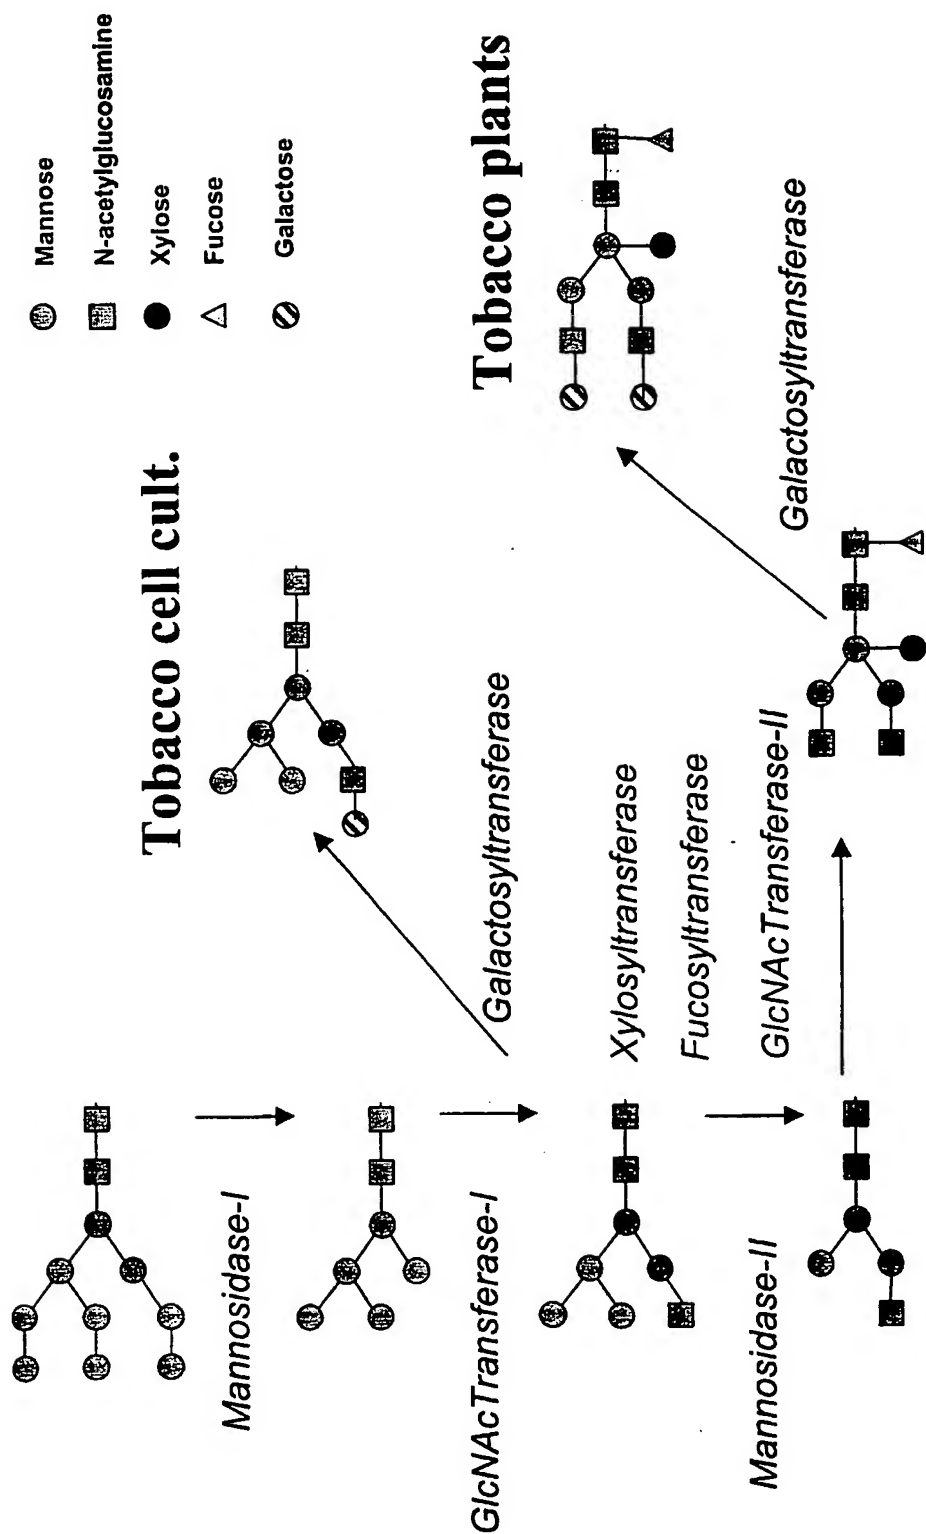 Mannose
N-acetylglucosamine
Xylose
Fucose
Galactose
Tobacco cell cult.
Tobacco plants
Mannosidase-I
GlcNAcTransferase-I
Galactosyltransferase
Mannosidase-II
Xylosyltransferase
Fucosyltransferase
GlcNAcTransferase-II
Galactosyltransferase